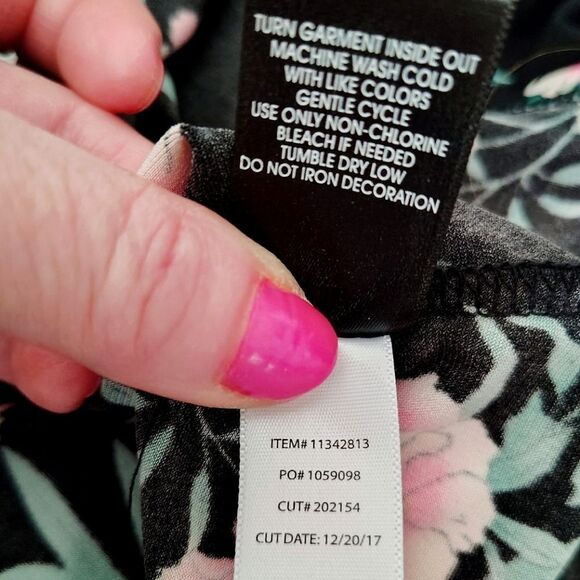 TURN GARMENT INSIDE OUT
MACHINE WASH COLD
WITH LIKE COLORS
GENTLE CYCLE
USE ONLY NON-CHLORINE
BLEACH IF NEEDED
TUMBLE DRY LOW
DO NOT IRON DECORATION
ITEM# 11342813
PO# 1059098
CUT# 202154
CUT DATE: 12/20/17